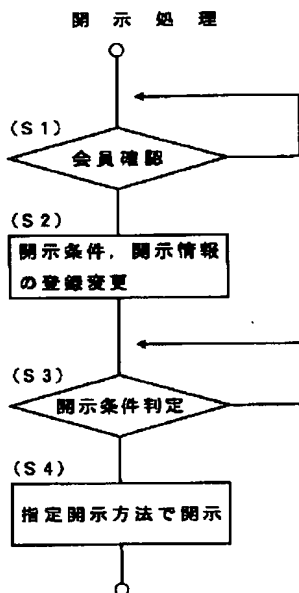 開示処理
(S1)
会員確認
(S2)
開示条件，開示情報
の登録変更
(S3)
開示条件判定
(S4)
指定開示方法で開示